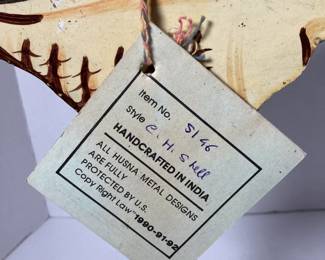 Item No. 5146
Style C. H. Shell
HANDCRAFTED IN INDIA
ALL HUSNA METAL DESIGNS
ARE FULLY
PROTECTED BY U.S.
Copy Right Law "1990-91-92